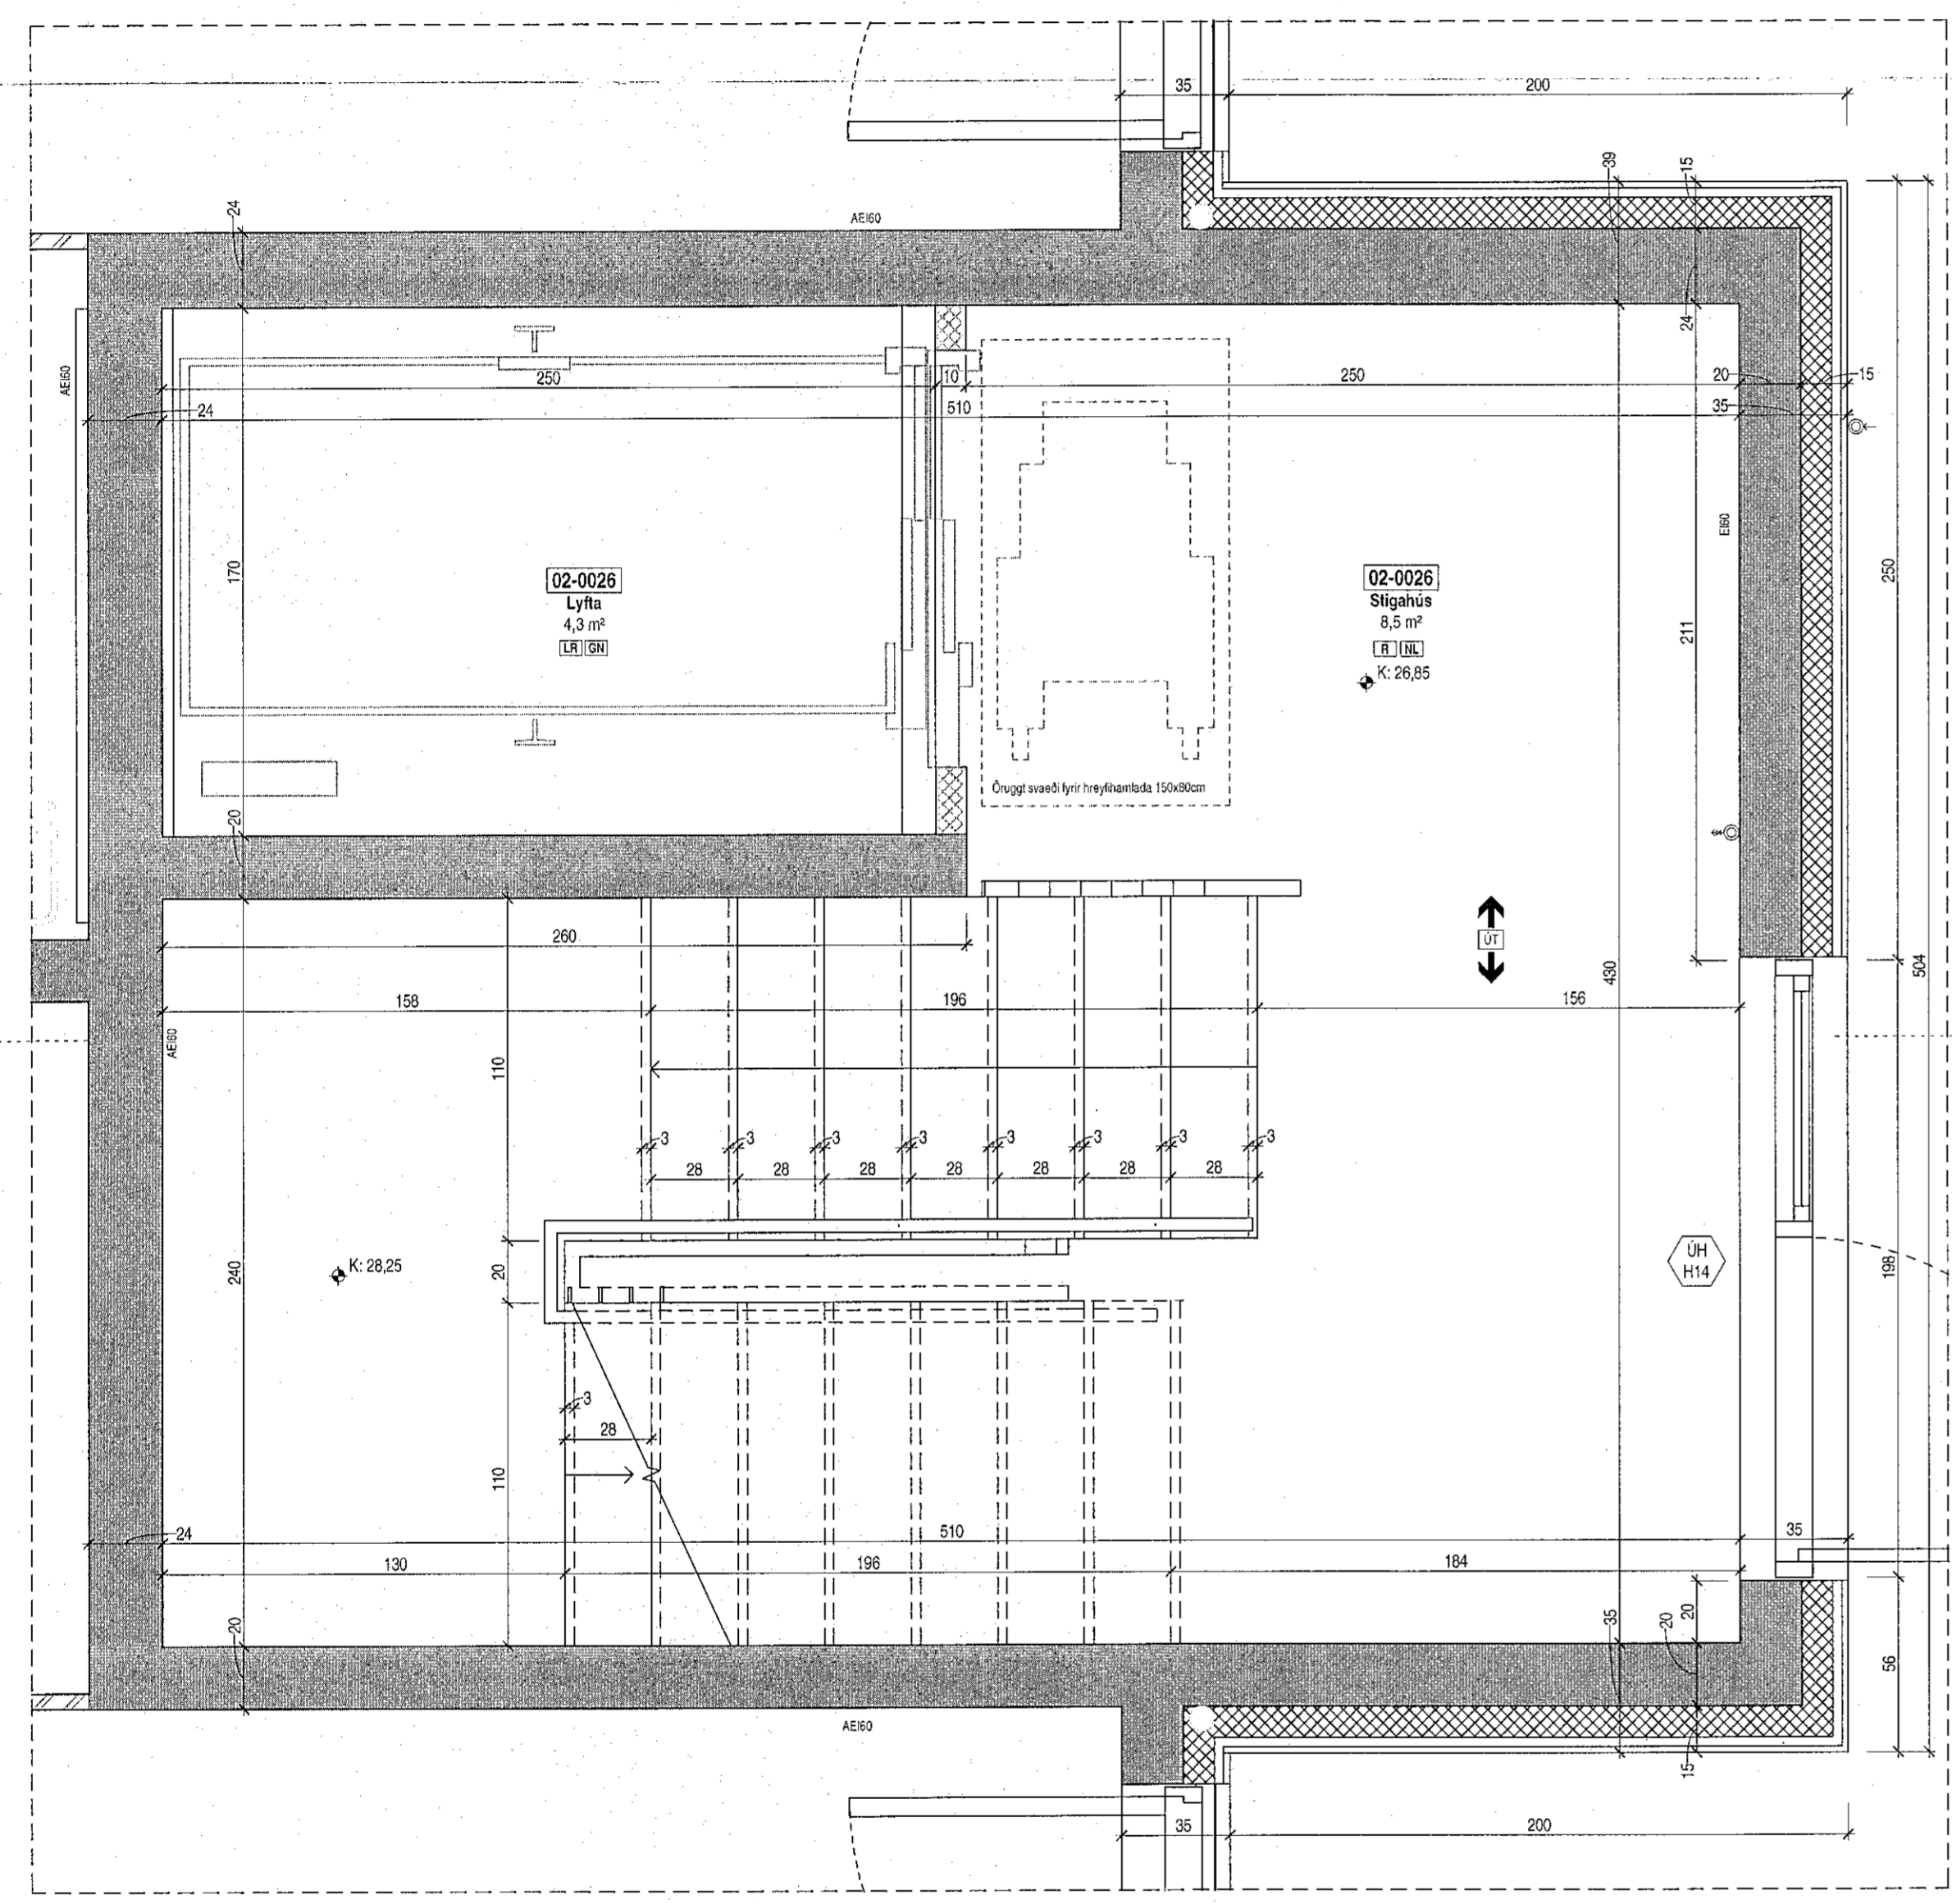 35
200
39
15
24
AEI60
24
AEI60
250
10
250
20
15
24
510
35
EI60
170
02-0026
Lyfta
4,3 m²
LR GN
02-0026
Stigahús
8,5 m²
R NL
K: 26,85
211
250
Öruggt svaeði fyrir hreyfihamlada 150x80cm
20
260
ÚT
430
504
158
196
156
AEI60
110
3 3 3 3 3 3 3 3
28 28 28 28 28 28 28
240
K: 28,25
20
ÚH
H14
198
3
28
110
24
510
35
130
196
184
20
35
20
20
56
AEI60
15
35
200